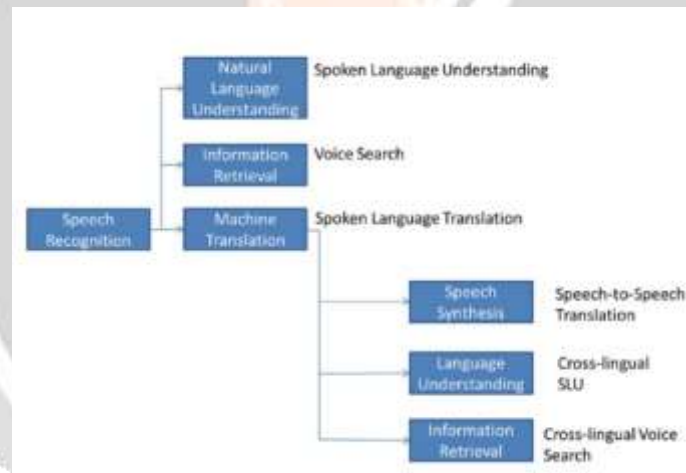 Natural
Language
Understanding
Spoken Language Understanding
Information
Retrieval
Voice Search
Speech
Recognition
Machine
Translation
Spoken Language Translation
Speech
Synthesis
Speech-to-Speech
Translation
Language
Understanding
Cross-lingual
SLU
Information
Retrieval
Cross-lingual Voice
Search